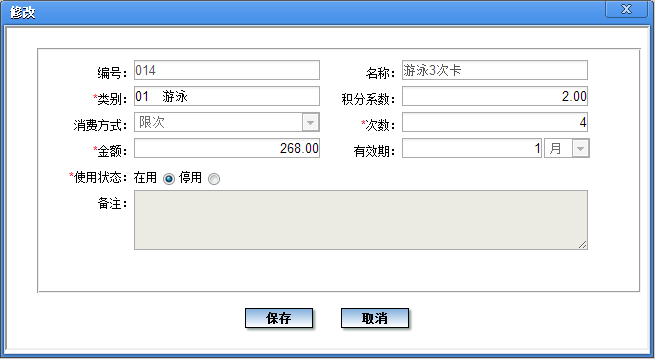 修改
编号：014 名称：游泳3次卡
*类别：01 游泳 积分系数：2.00
消费方式：限次 *次数：4
*金额：268.00 有效期：1 月
*使用状态：在用 停用
备注：
保存 取消